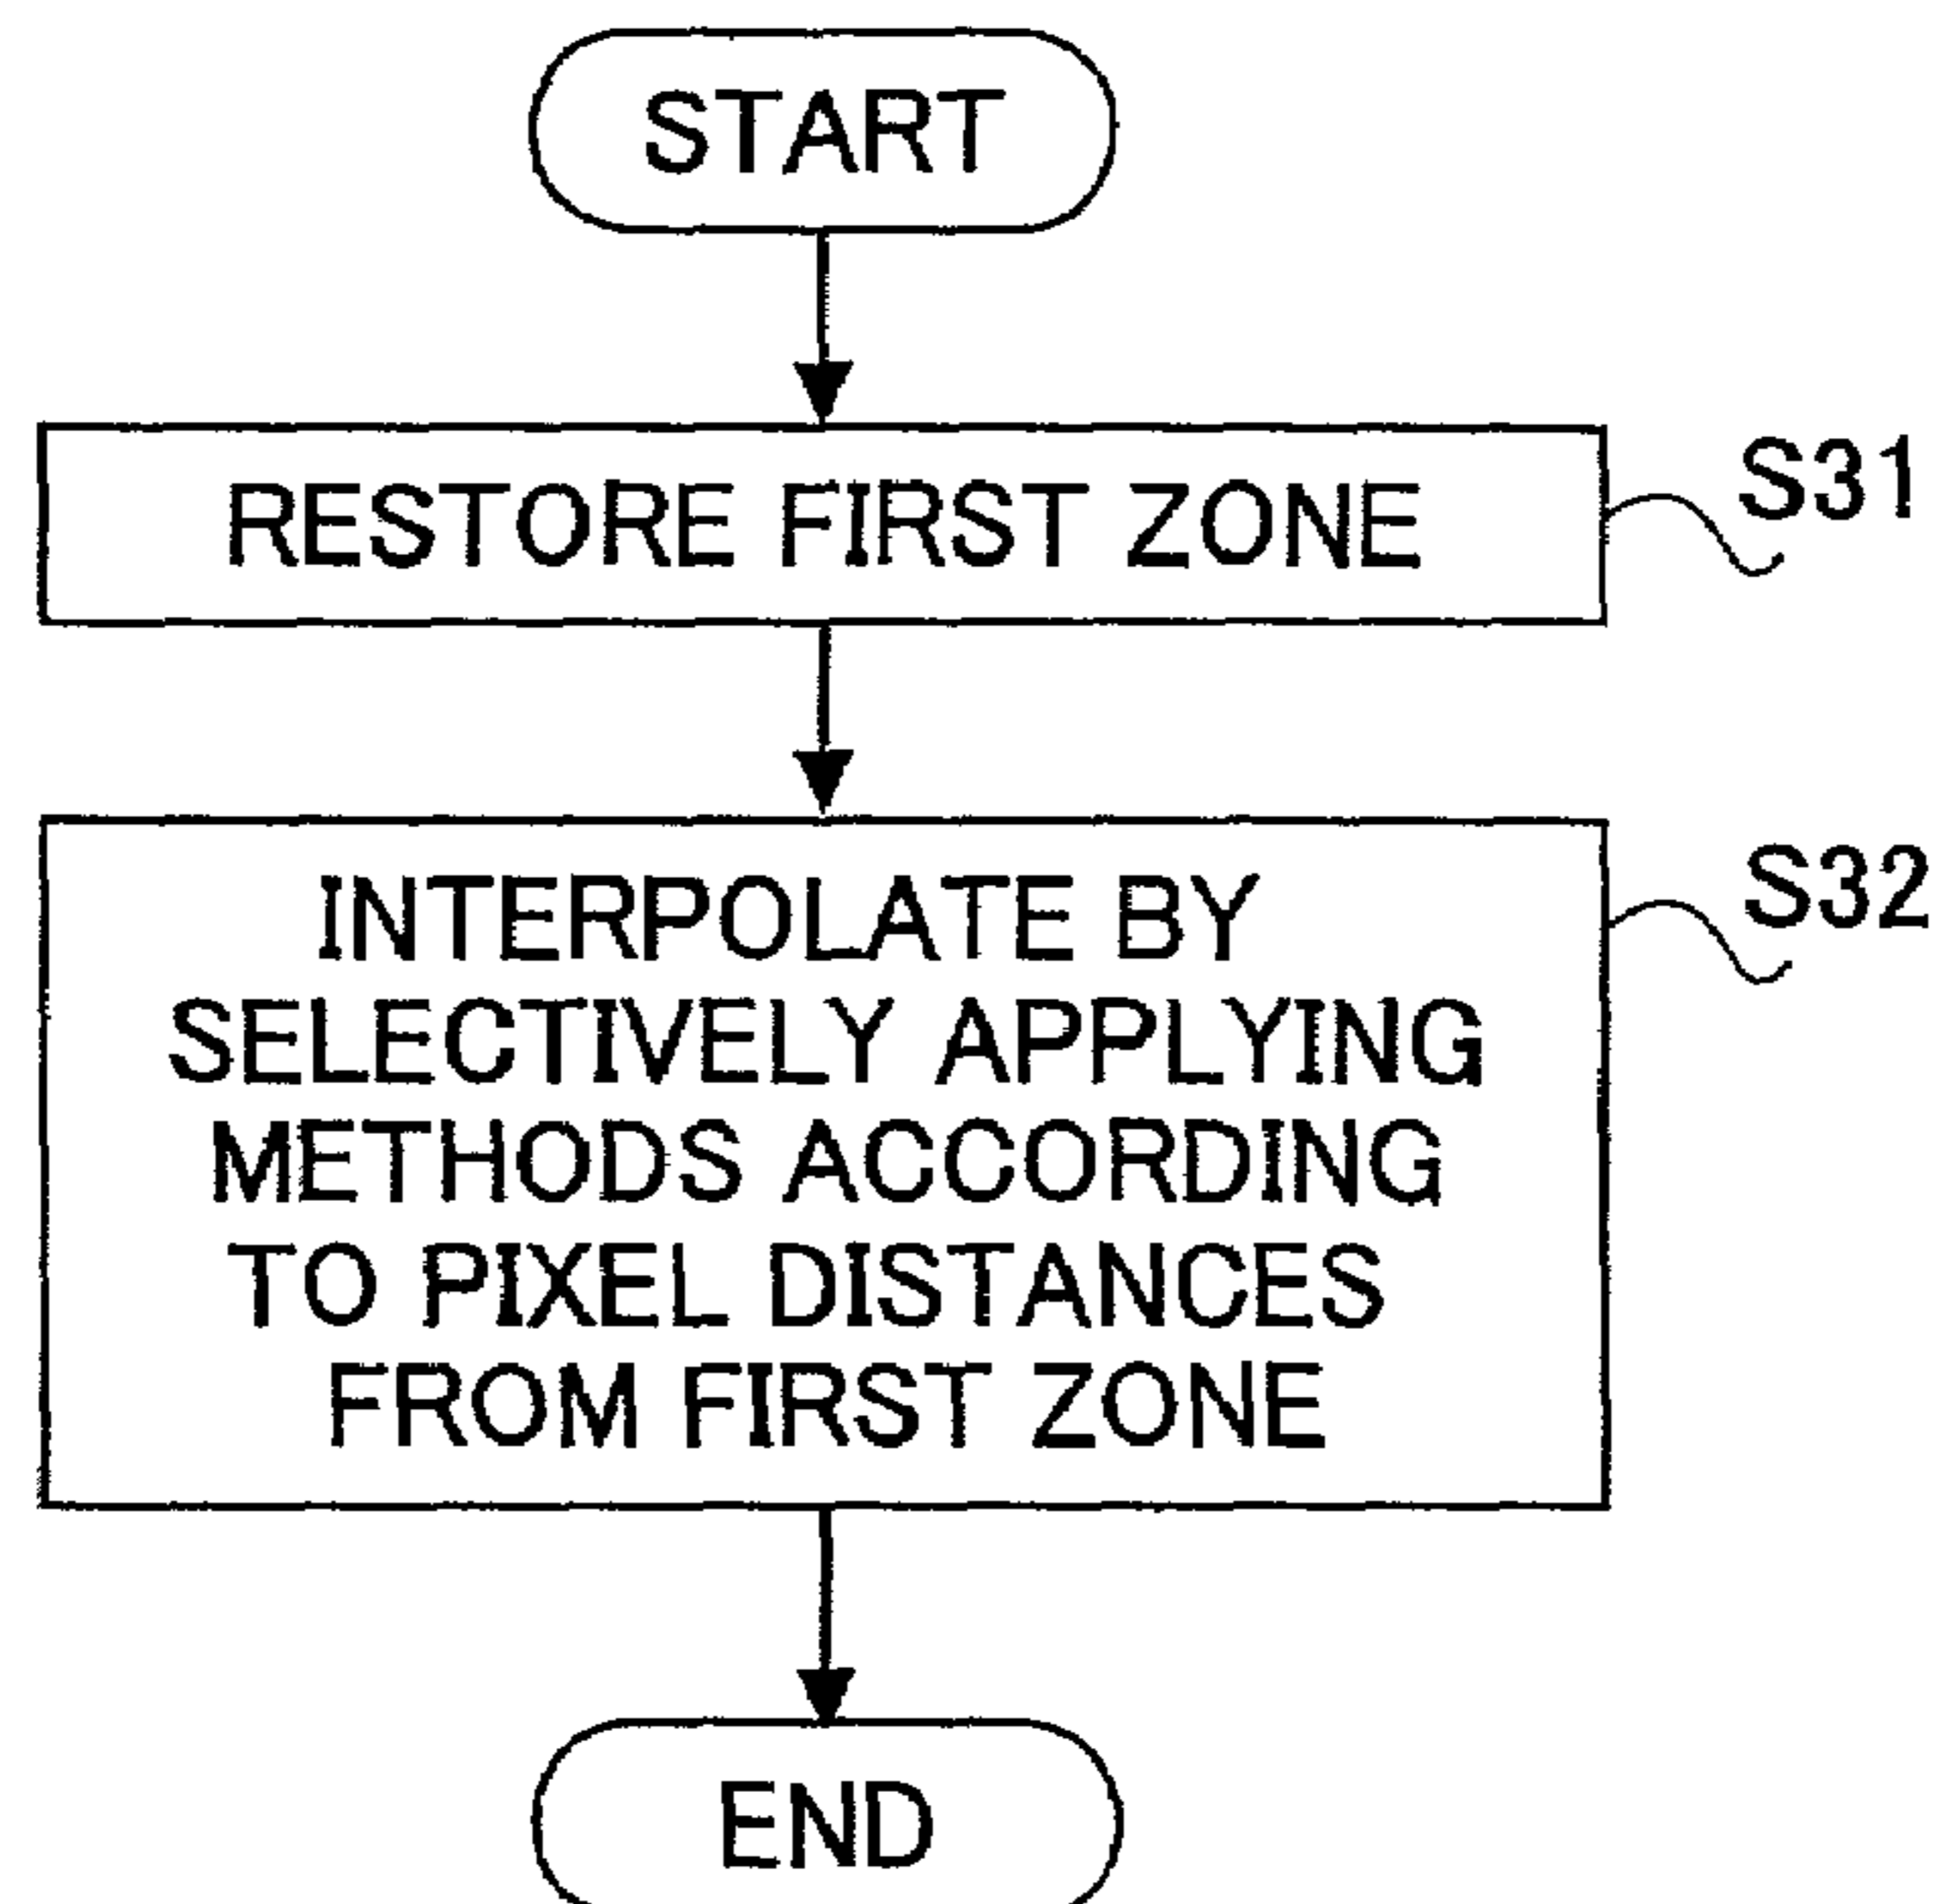 START
RESTORE FIRST ZONE
S31
INTERPOLATE BY
SELECTIVELY APPLYING
METHODS ACCORDING
TO PIXEL DISTANCES
FROM FIRST ZONE
S32
END